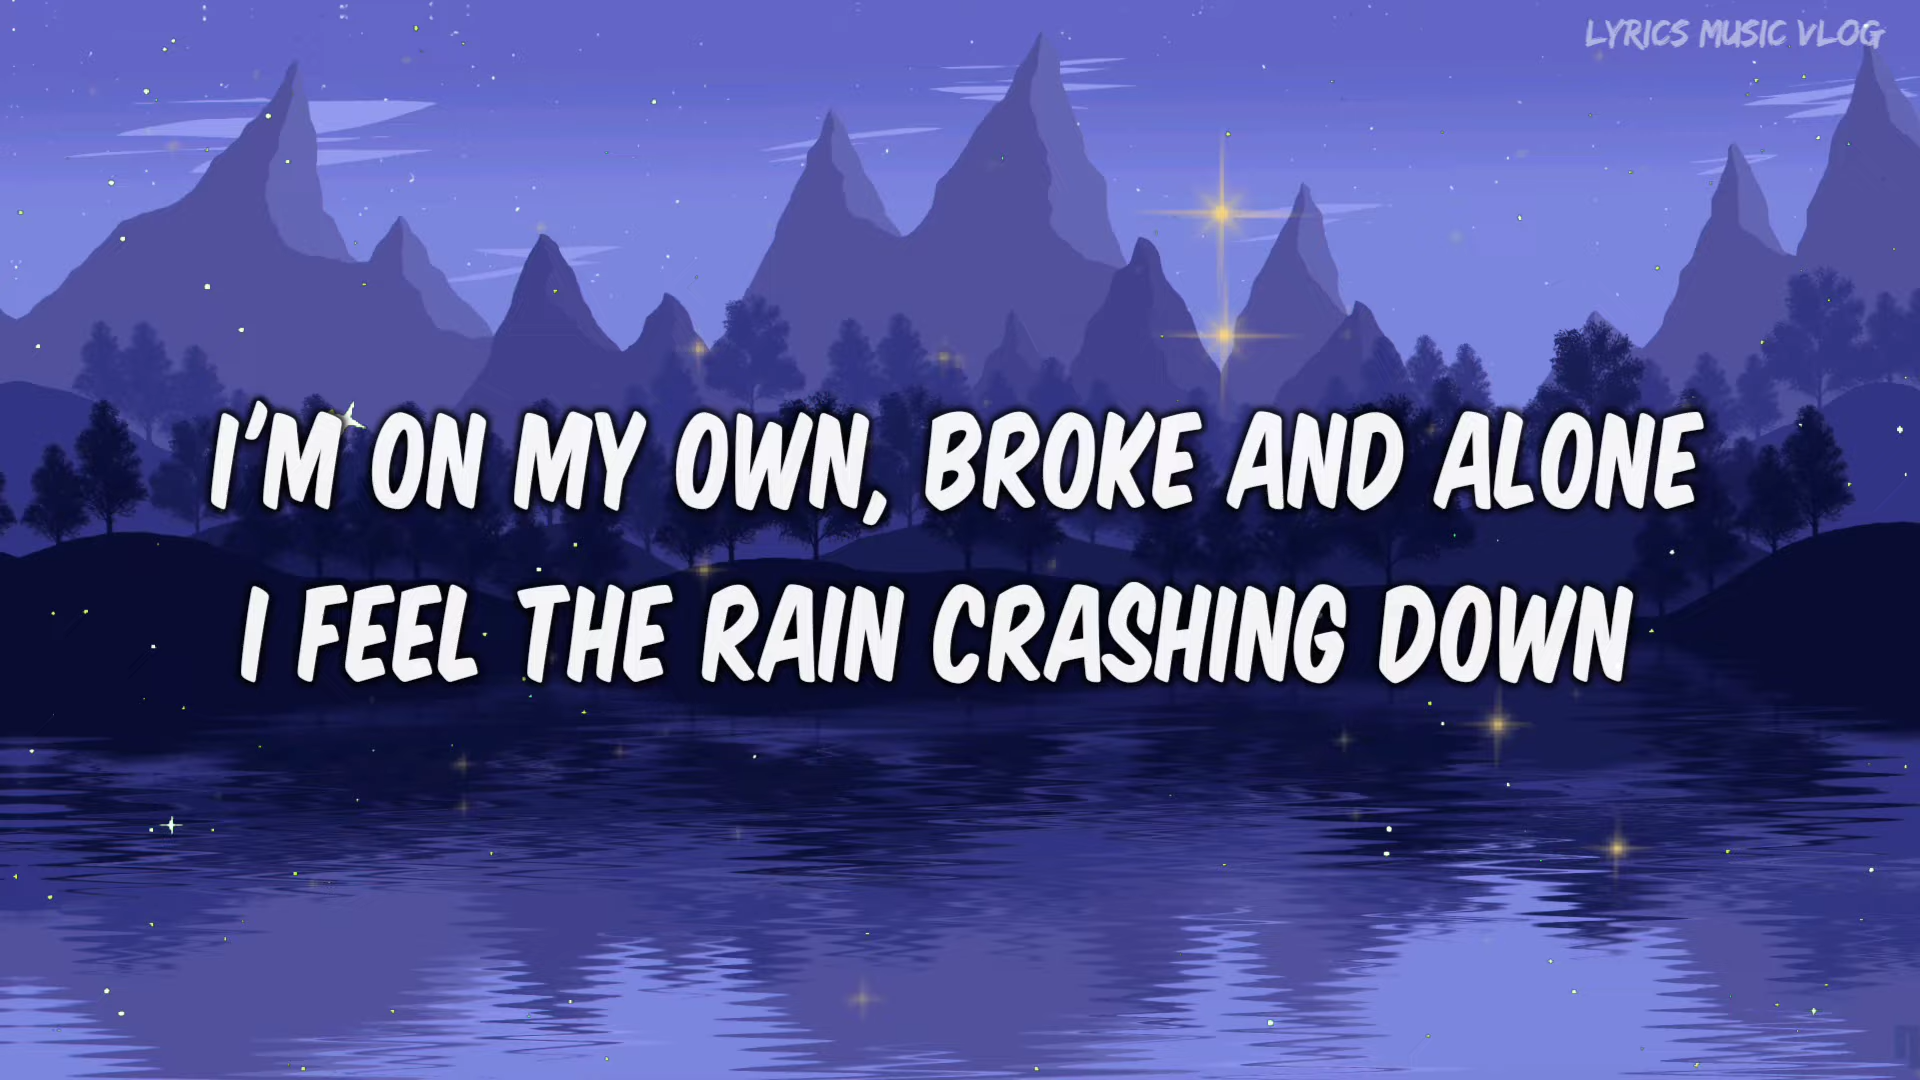 LYRICS MUSIC VLOG
I'M ON MY OWN, BROKE AND ALONE
I FEEL THE RAIN CRASHING DOWN